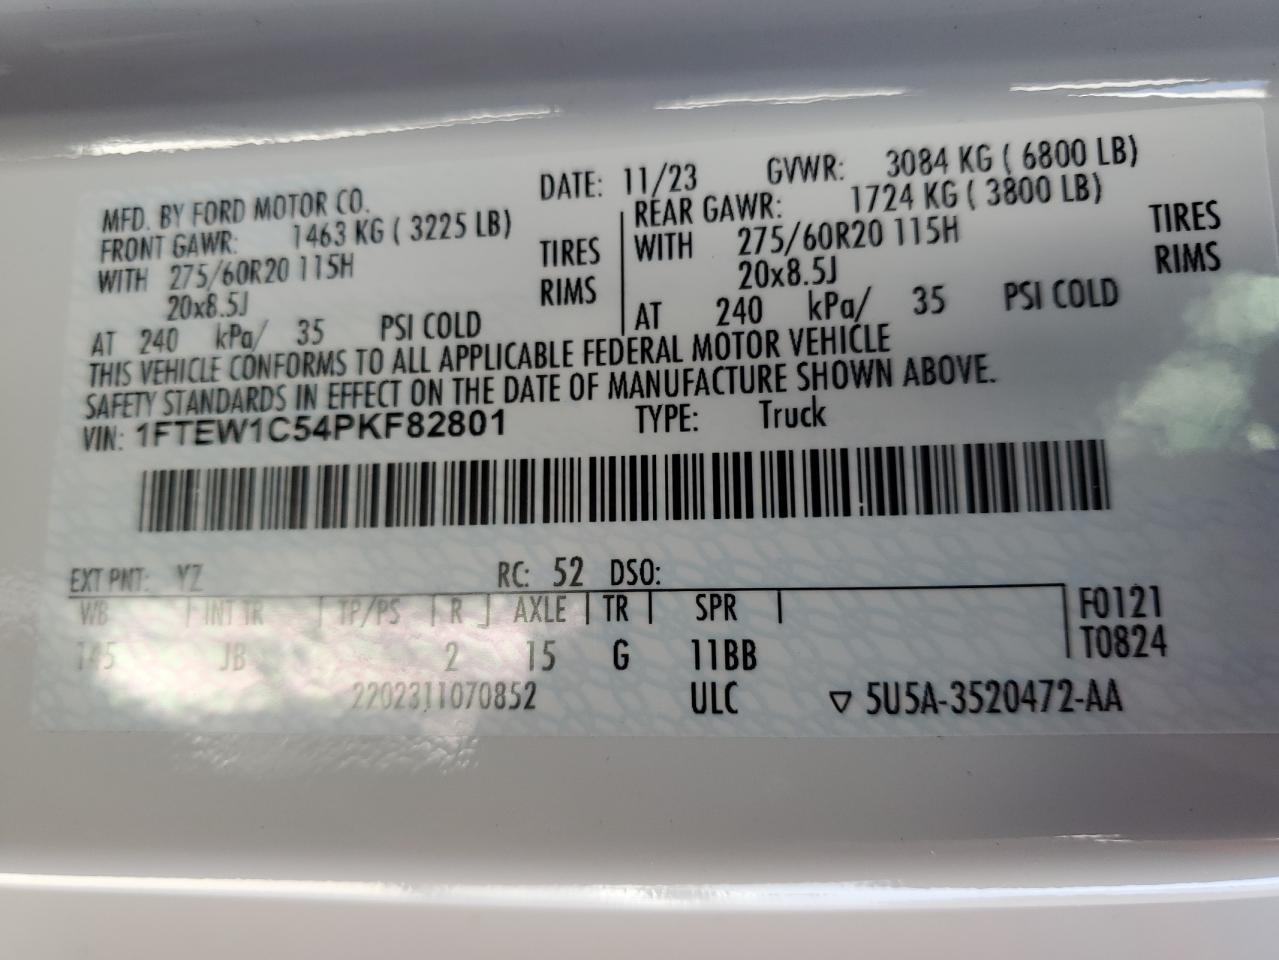 MFD. BY FORD MOTOR CO. DATE: 11/23 GVWR: 3084 KG ( 6800 LB)
FRONT GAWR: 1463 KG ( 3225 LB) REAR GAWR: 1724 KG ( 3800 LB)
WITH 275/60R20 115H TIRES WITH 275/60R20 115H TIRES
20x8.5J RIMS 20x8.5J RIMS
AT 240 kPa/ 35 PSI COLD AT 240 kPa/ 35 PSI COLD
THIS VEHICLE CONFORMS TO ALL APPLICABLE FEDERAL MOTOR VEHICLE
SAFETY STANDARDS IN EFFECT ON THE DATE OF MANUFACTURE SHOWN ABOVE.
VIN: 1FTEW1C54PKF82801 TYPE: Truck
EXT PNT: YZ RC: 52 DSO:
WB INT TR TP/PS R AXLE TR SPR F0121
145 JB 2 15 G 11BB T0824
2202311070852 ULC ▽ 5U5A-3520472-AA